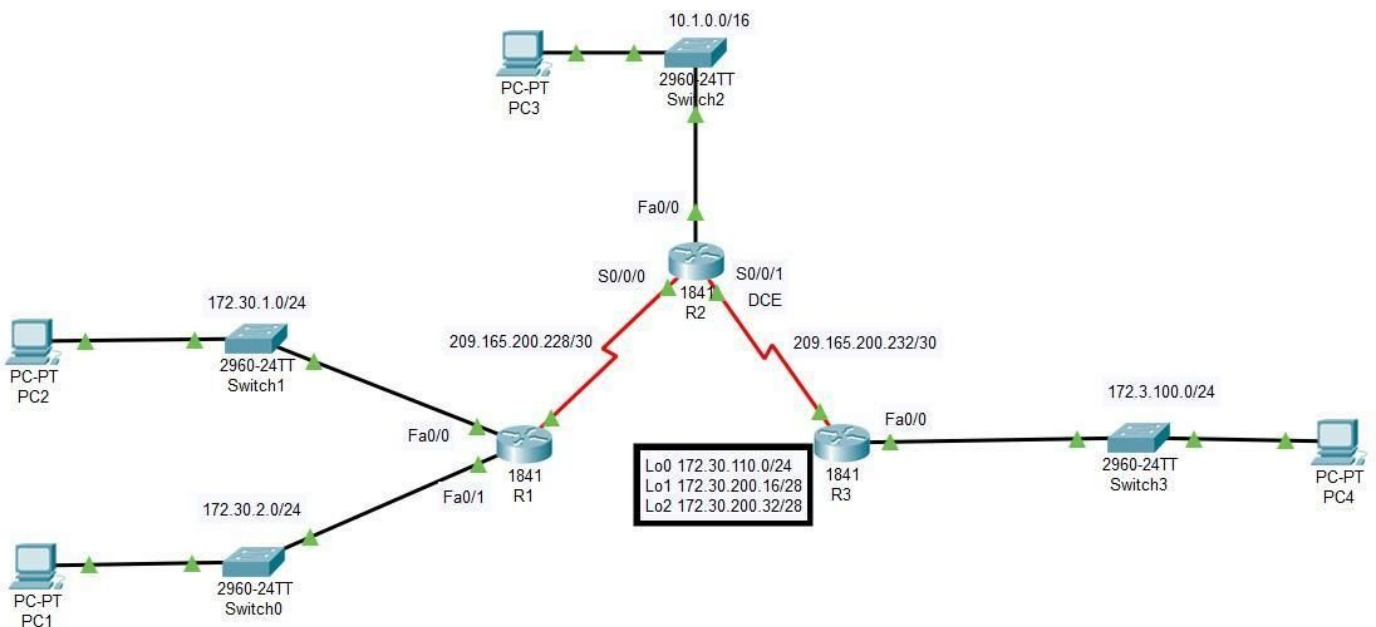 10.1.0.0/16
PC-PT
PC3
2960-24TT
Switch2
Fa0/0
S0/0/0
S0/0/1
DCE
1841
R2
172.30.1.0/24
209.165.200.228/30
209.165.200.232/30
PC-PT
PC2
2960-24TT
Switch1
172.3.100.0/24
Fa0/0
Fa0/0
1841
R1
Fa0/1
Lo0 172.30.110.0/24
Lo1 172.30.200.16/28
Lo2 172.30.200.32/28
1841
R3
2960-24TT
Switch3
PC-PT
PC4
172.30.2.0/24
PC-PT
PC1
2960-24TT
Switch0